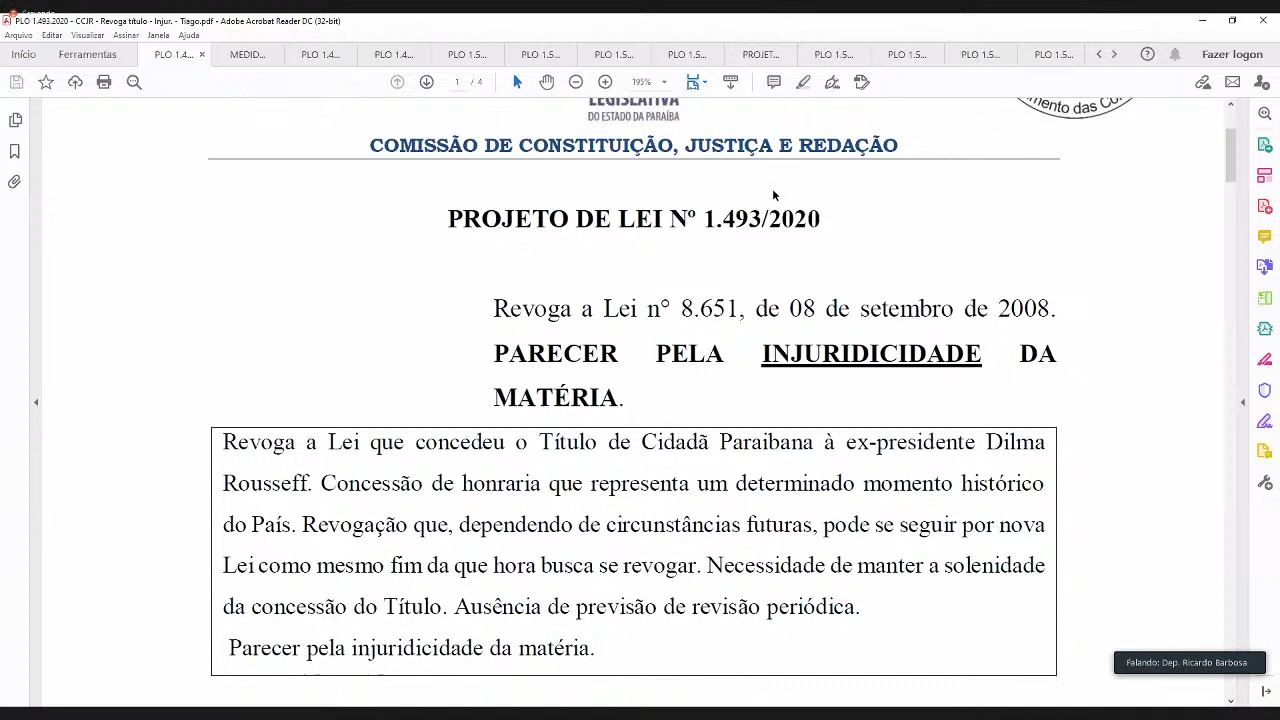 PLO 1.493.2020 - CCJR - Revoga título - Injur. - Tiago.pdf - Adobe Acrobat Reader DC (32-bit)
Arquivo Editar Visualizar Assinar Janela Ajuda
Início Ferramentas PLO 1.4... × MEDID... PLO 1.4... PLO 1.4... PLO 1.5... PLO 1.5... PLO 1.5... PLO 1.5... PROJET... PLO 1.5... PLO 1.5... PLO 1.5... PLO 1.5... Fazer logon
1 / 4 195%
LEGISLATIVA
DO ESTADO DA PARAÍBA
COMISSÃO DE CONSTITUIÇÃO, JUSTIÇA E REDAÇÃO
PROJETO DE LEI Nº 1.493/2020
Revoga a Lei n° 8.651, de 08 de setembro de 2008.
PARECER PELA INJURIDICIDADE DA
MATÉRIA.
Revoga a Lei que concedeu o Título de Cidadã Paraibana à ex-presidente Dilma
Rousseff. Concessão de honraria que representa um determinado momento histórico
do País. Revogação que, dependendo de circunstâncias futuras, pode se seguir por nova
Lei como mesmo fim da que hora busca se revogar. Necessidade de manter a solenidade
da concessão do Título. Ausência de previsão de revisão periódica.
Parecer pela injuridicidade da matéria.
Falando: Dep. Ricardo Barbosa